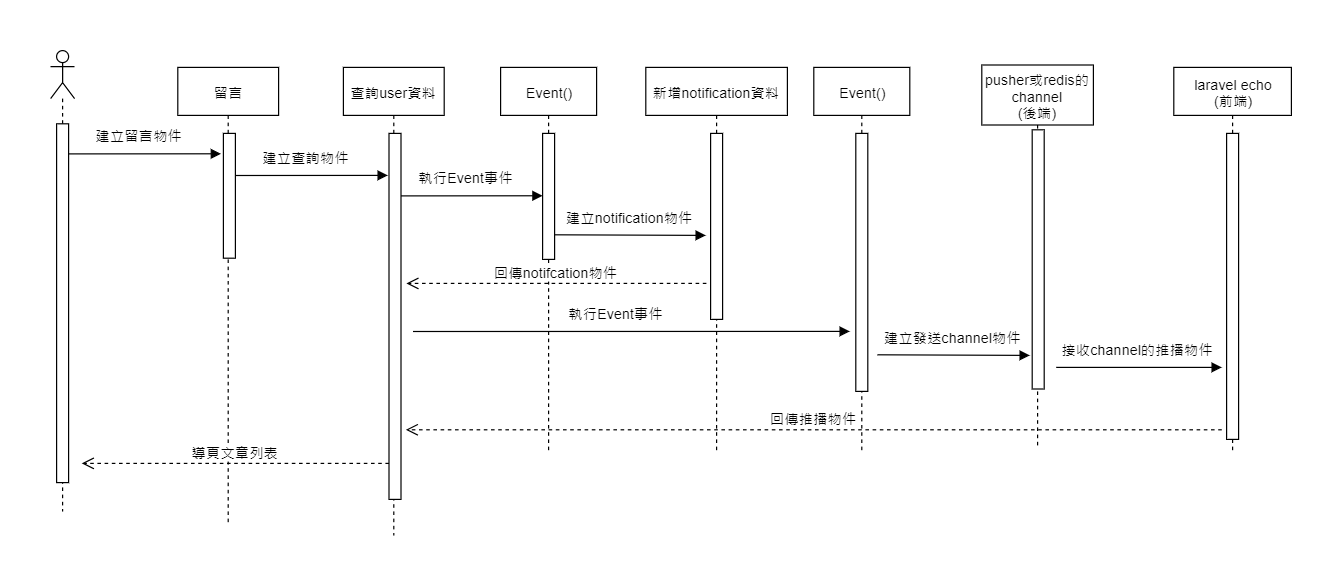 留言
查詢user資料
Event()
新增notification資料
Event()
pusher或redis的
channel
(後端)
laravel echo
(前端)
建立留言物件
建立查詢物件
執行Event事件
建立notification物件
回傳notifcation物件
執行Event事件
建立發送channel物件
接收channel的推播物件
回傳推播物件
導頁文章列表